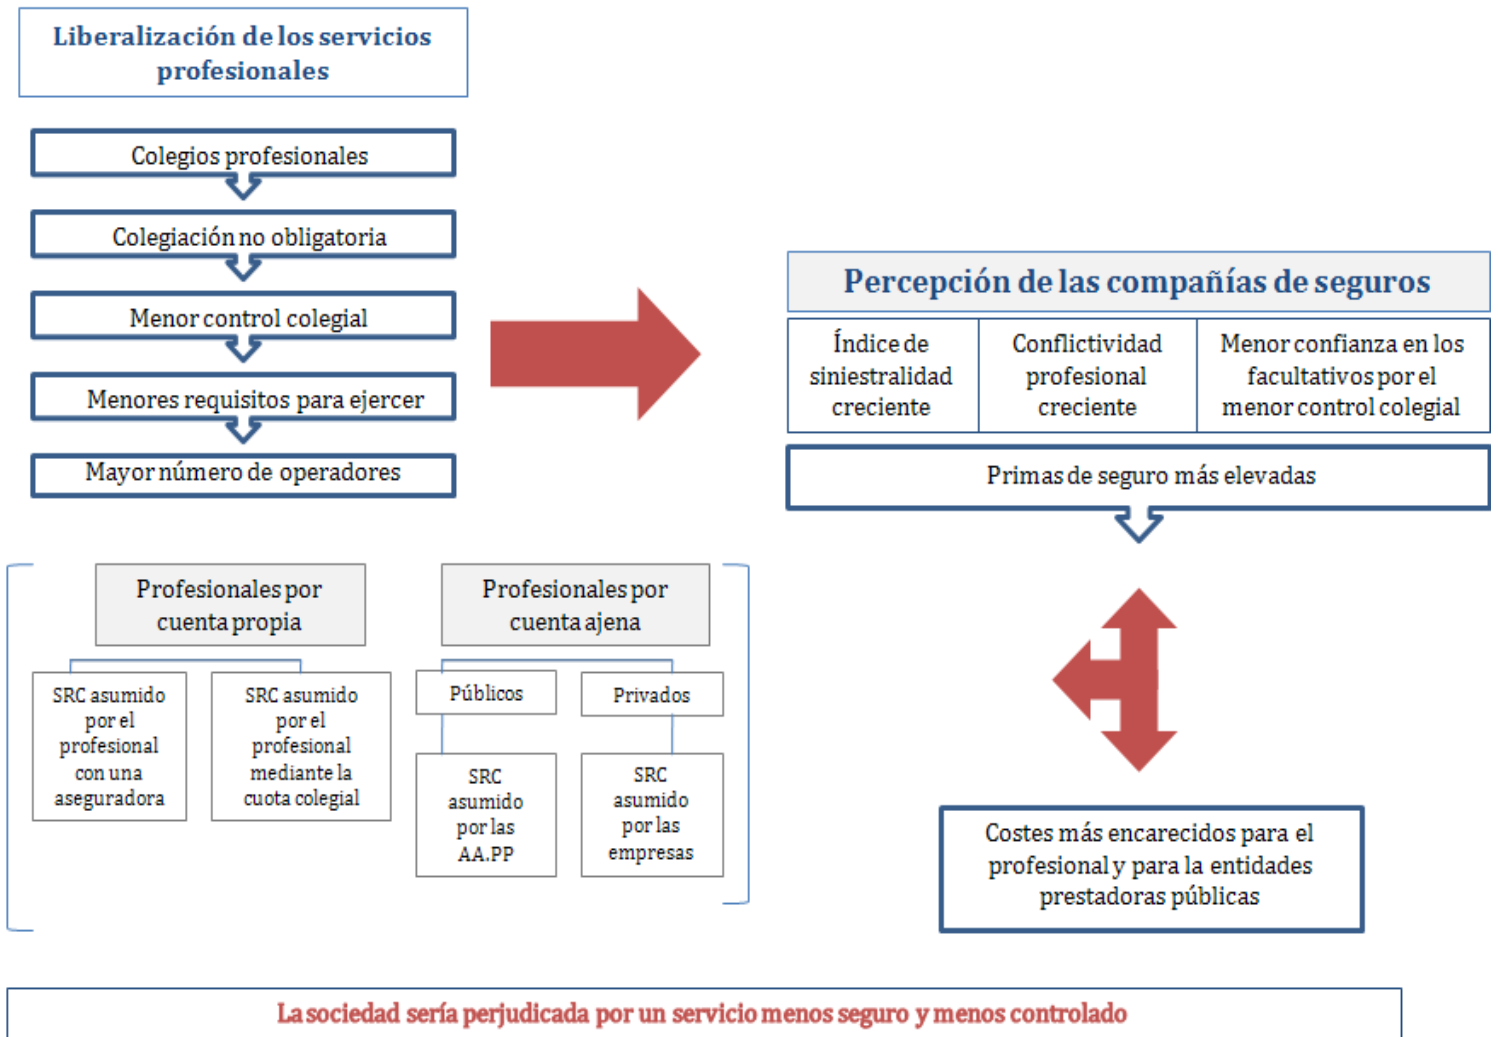 Liberalización de los servicios
profesionales
Colegios profesionales
Colegiación no obligatoria
Menor control colegial
Menores requisitos para ejercer
Mayor número de operadores
Percepción de las compañías de seguros
Índice de
siniestralidad
creciente
Conflictividad
profesional
creciente
Menor confianza en los
facultativos por el
menor control colegial
Primas de seguro más elevadas
Profesionales por
cuenta propia
SRC asumido
por el
profesional
con una
aseguradora
SRC asumido
por el
profesional
mediante la
cuota colegial
Profesionales por
cuenta ajena
Públicos
Privados
SRC
asumido
por las
AA.PP
SRC
asumido
por las
empresas
Costes más encarecidos para el
profesional y para la entidades
prestadoras públicas
La sociedad sería perjudicada por un servicio menos seguro y menos controlado